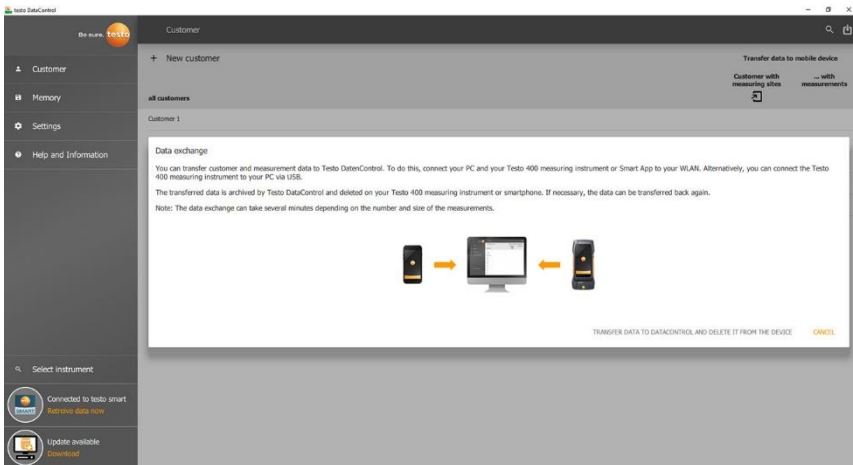 testo DataControl
Be sure. testo
Customer
Customer
Memory
Settings
Help and Information
Select instrument
SMART
Connected to testo smart
Retreive data now
Update available
Download
+ New customer
Transfer data to mobile device
Customer with
measuring sites
... with
measurements
all customers
Customer 1
Data exchange
You can transfer customer and measurement data to Testo DatenControl. To do this, connect your PC and your Testo 400 measuring instrument or Smart App to your WLAN. Alternatively, you can connect the Testo
400 measuring instrument to your PC via USB.
The transferred data is archived by Testo DataControl and deleted on your Testo 400 measuring instrument or smartphone. If necessary, the data can be transferred back again.
Note: The data exchange can take several minutes depending on the number and size of the measurements.
TRANSFER DATA TO DATACONTROL AND DELETE IT FROM THE DEVICE
CANCEL